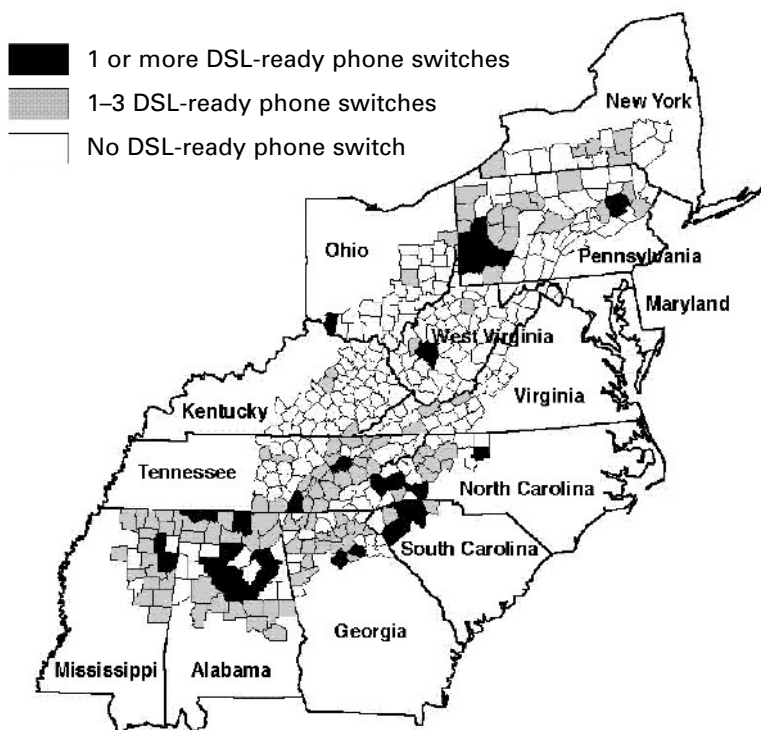 1 or more DSL-ready phone switches
1–3 DSL-ready phone switches
No DSL-ready phone switch
New York
Ohio
Pennsylvania
Maryland
West Virginia
Virginia
Kentucky
Tennessee
North Carolina
South Carolina
Georgia
Mississippi
Alabama